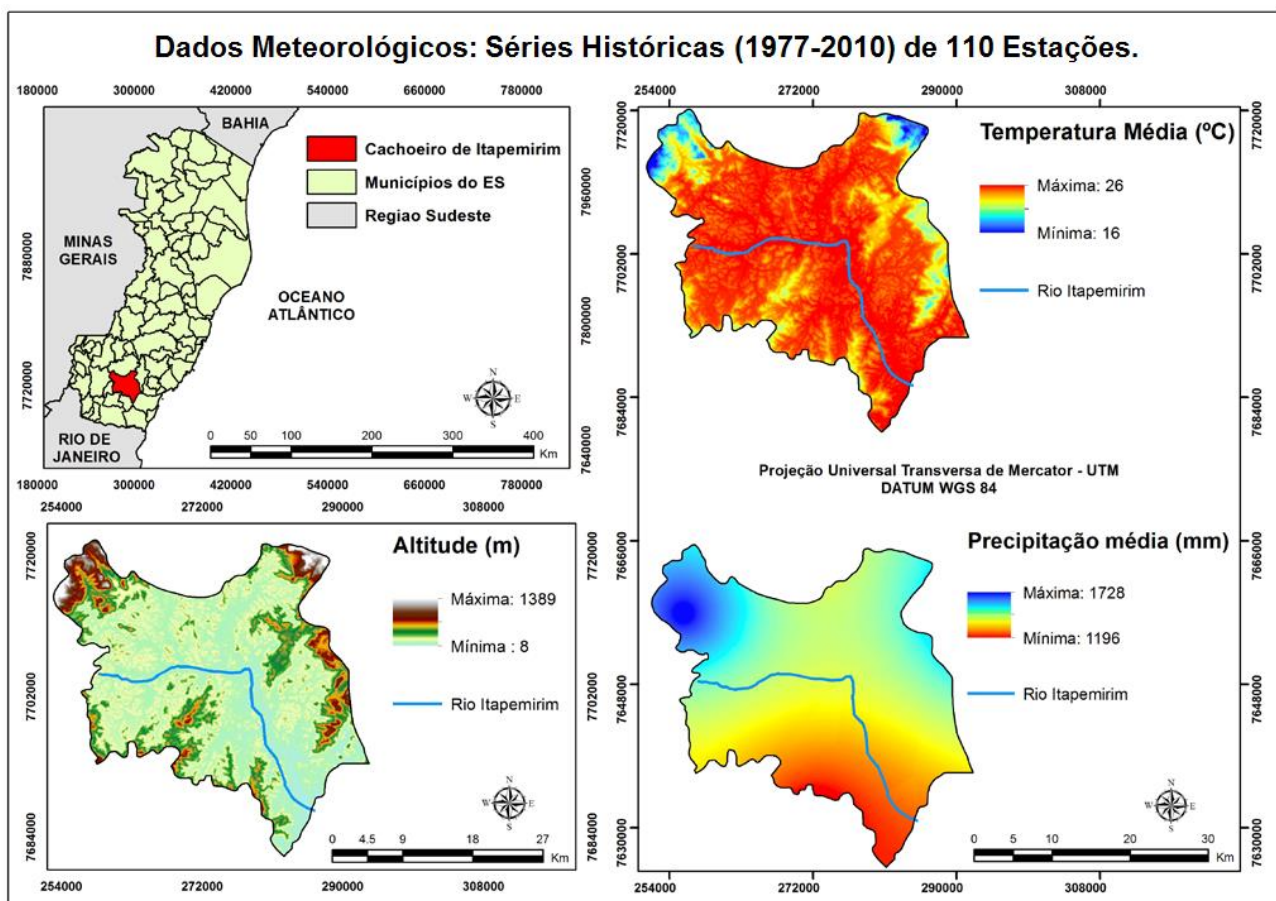 Dados Meteorológicos: Séries Históricas (1977-2010) de 110 Estações.
180000 300000 420000 540000 660000 780000
BAHIA
Cachoeiro de Itapemirim
Municípios do ES
Regiao Sudeste
MINAS
GERAIS
OCEANO
ATLÂNTICO
RIO DE
JANEIRO
N
W E
S
0 50 100 200 300 400
Km
7880000
7720000
7960000
7800000
7640000
180000 300000 420000 540000 660000 780000
254000 272000 290000 308000
Temperatura Média (ºC)
Máxima: 26
Mínima: 16
Rio Itapemirim
7720000
7702000
7684000
7720000
7702000
7684000
Projeção Universal Transversa de Mercator - UTM
DATUM WGS 84
254000 272000 290000 308000
Altitude (m)
Máxima: 1389
Mínima : 8
Rio Itapemirim
N
W E
S
0 4.5 9 18 27
Km
7720000
7702000
7684000
7720000
7702000
7684000
254000 272000 290000 308000
Precipitação média (mm)
Máxima: 1728
Mínima: 1196
Rio Itapemirim
N
W E
S
0 5 10 20 30
Km
7666000
7648000
7630000
7666000
7648000
7630000
254000 272000 290000 308000